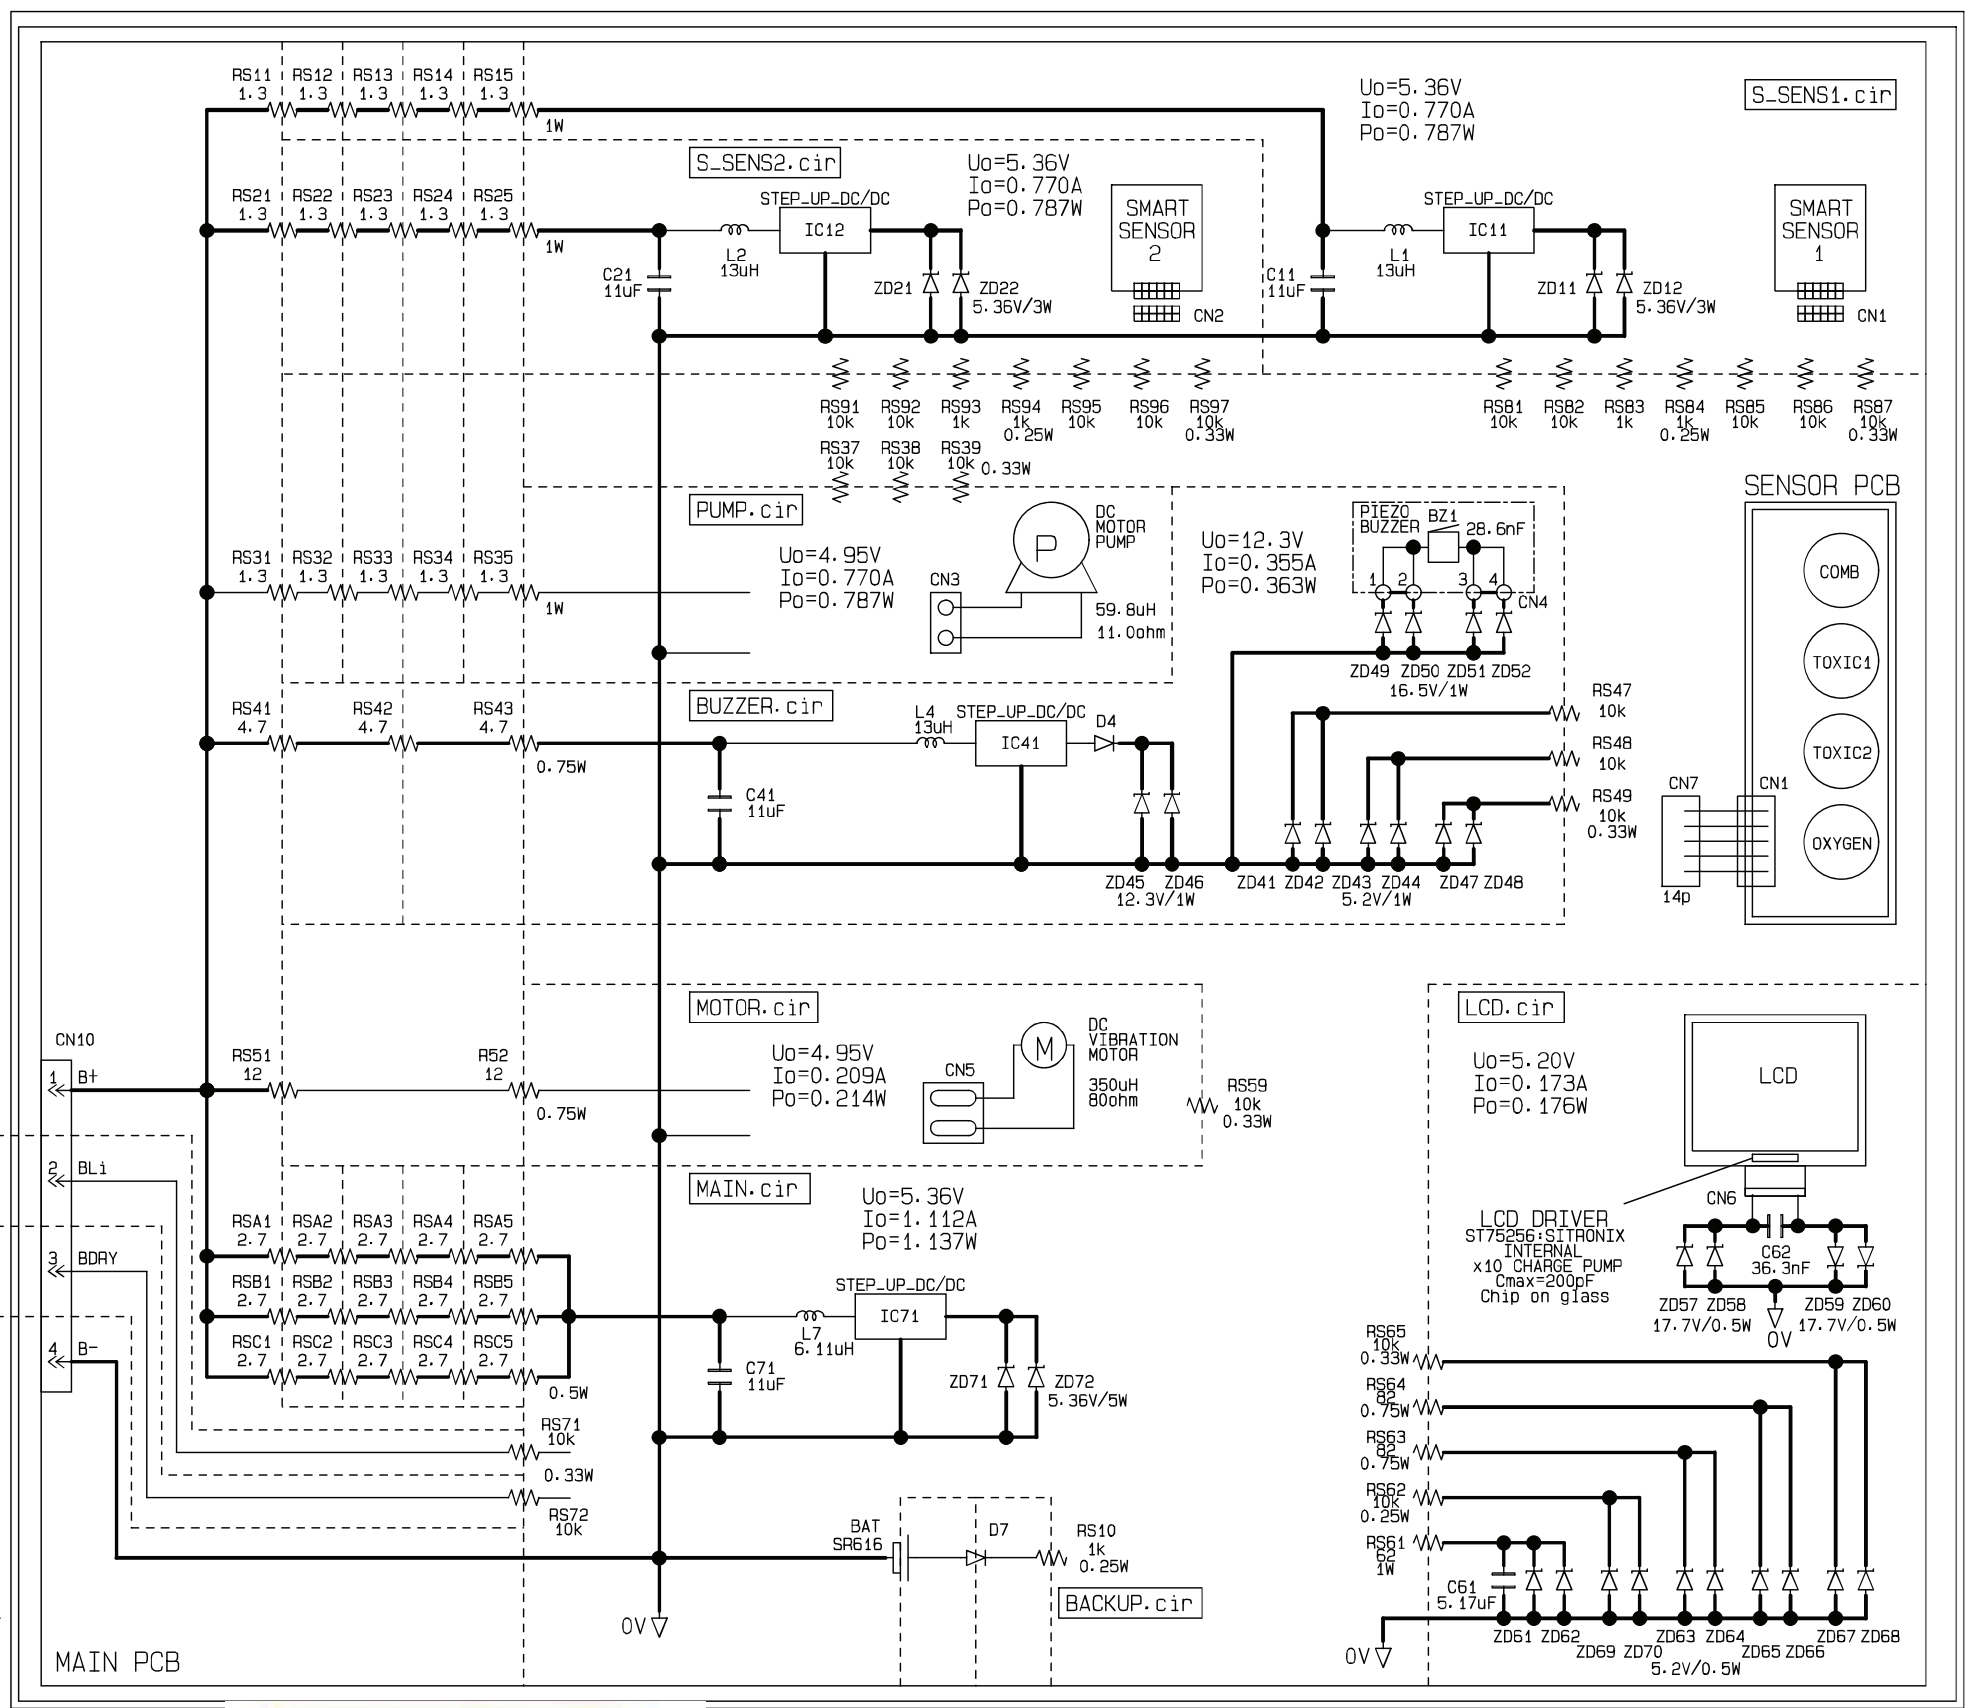 RS11 RS12 RS13 RS14 RS15
1.3 1.3 1.3 1.3 1.3
1W
Uo=5.36V
Io=0.770A
Po=0.787W
S_SENS1.cir
S_SENS2.cir
Uo=5.36V
Io=0.770A
Po=0.787W
RS21 RS22 RS23 RS24 RS25
1.3 1.3 1.3 1.3 1.3
1W
STEP_UP_DC/DC
IC12
L2
13uH
C21
11uF
ZD21 ZD22
5.36V/3W
SMART
SENSOR
2
CN2
STEP_UP_DC/DC
IC11
L1
13uH
C11
11uF
ZD11 ZD12
5.36V/3W
SMART
SENSOR
1
CN1
RS91 RS92 RS93 RS94 RS95 RS96 RS97
10k 10k 1k 1k 10k 10k 10k
0.25W 0.33W
RS81 RS82 RS83 RS84 RS85 RS86 RS87
10k 10k 1k 1k 10k 10k 10k
0.25W 0.33W
RS37 RS38 RS39
10k 10k 10k 0.33W
PUMP.cir
Uo=4.95V
Io=0.770A
Po=0.787W
RS31 RS32 RS33 RS34 RS35
1.3 1.3 1.3 1.3 1.3
1W
CN3
P
DC
MOTOR
PUMP
59.8uH
11.0ohm
Uo=12.3V
Io=0.355A
Po=0.363W
PIEZO
BUZZER
BZ1
28.6nF
1 2 3 4
CN4
ZD49 ZD50 ZD51 ZD52
16.5V/1W
SENSOR PCB
COMB
TOXIC1
TOXIC2
OXYGEN
CN7 CN1
14p
BUZZER.cir
RS41 RS42 RS43
4.7 4.7 4.7
0.75W
L4
13uH
STEP_UP_DC/DC
IC41
D4
C41
11uF
ZD45 ZD46
12.3V/1W
ZD41 ZD42 ZD43 ZD44 ZD47 ZD48
5.2V/1W
RS47
10k
RS48
10k
RS49
10k
0.33W
MOTOR.cir
Uo=4.95V
Io=0.209A
Po=0.214W
CN5
M
DC
VIBRATION
MOTOR
350uH
80ohm
RS59
10k
0.33W
RS51 R52
12 12
0.75W
CN10
1 B+
2 BLi
3 BDRY
4 B-
MAIN.cir
Uo=5.36V
Io=1.112A
Po=1.137W
RSA1 RSA2 RSA3 RSA4 RSA5
2.7 2.7 2.7 2.7 2.7
RSB1 RSB2 RSB3 RSB4 RSB5
2.7 2.7 2.7 2.7 2.7
RSC1 RSC2 RSC3 RSC4 RSC5
2.7 2.7 2.7 2.7 2.7
0.5W
STEP_UP_DC/DC
IC71
L7
6.11uH
C71
11uF
ZD71 ZD72
5.36V/5W
RS71
10k
0.33W
RS72
10k
BAT
SR616
D7
RS10
1k
0.25W
BACKUP.cir
0V
MAIN PCB
LCD.cir
Uo=5.20V
Io=0.173A
Po=0.176W
LCD
CN6
LCD DRIVER
ST75256:SITRONIX
INTERNAL
x10 CHARGE PUMP
Cmax=200pF
Chip on glass
C62
36.3nF
ZD57 ZD58 ZD59 ZD60
17.7V/0.5W 17.7V/0.5W
0V
RS65
10k
0.33W
RS64
82
0.75W
RS63
82
0.75W
RS62
10k
0.25W
RS61
62
1W
C61
5.17uF
0V
ZD61 ZD62 ZD63 ZD64 ZD67 ZD68
ZD69 ZD70 ZD65 ZD66
5.2V/0.5W